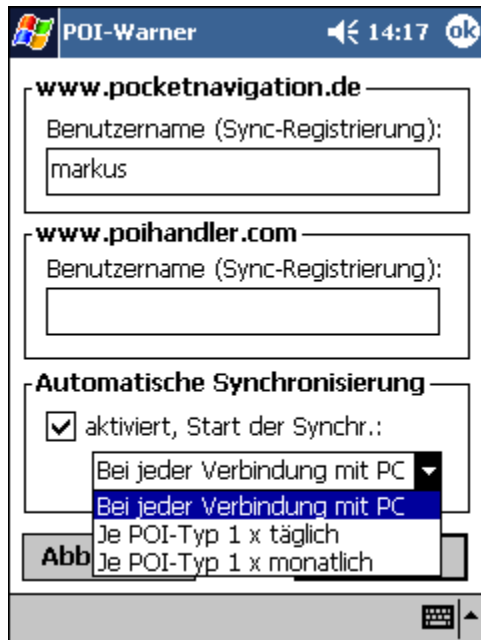 POI-Warner 14:17 ok
www.pocketnavigation.de
Benutzername (Sync-Registrierung):
markus
www.poihandler.com
Benutzername (Sync-Registrierung):
Automatische Synchronisierung
aktiviert, Start der Synchr.:
Bei jeder Verbindung mit PC
Bei jeder Verbindung mit PC
Je POI-Typ 1 x täglich
Je POI-Typ 1 x monatlich
Abb